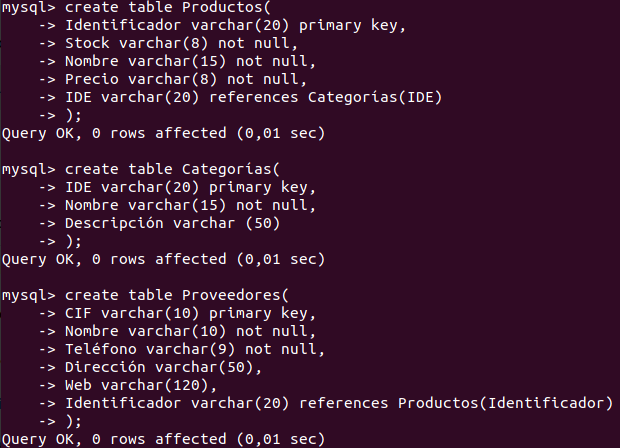 mysql> create table Productos(
    -> Identificador varchar(20) primary key,
    -> Stock varchar(8) not null,
    -> Nombre varchar(15) not null,
    -> Precio varchar(8) not null,
    -> IDE varchar(20) references Categorías(IDE)
    -> );
Query OK, 0 rows affected (0,01 sec)
mysql> create table Categorías(
    -> IDE varchar(20) primary key,
    -> Nombre varchar(15) not null,
    -> Descripción varchar (50)
    -> );
Query OK, 0 rows affected (0,01 sec)
mysql> create table Proveedores(
    -> CIF varchar(10) primary key,
    -> Nombre varchar(10) not null,
    -> Teléfono varchar(9) not null,
    -> Dirección varchar(50),
    -> Web varchar(120),
    -> Identificador varchar(20) references Productos(Identificador)
    -> );
Query OK, 0 rows affected (0,01 sec)